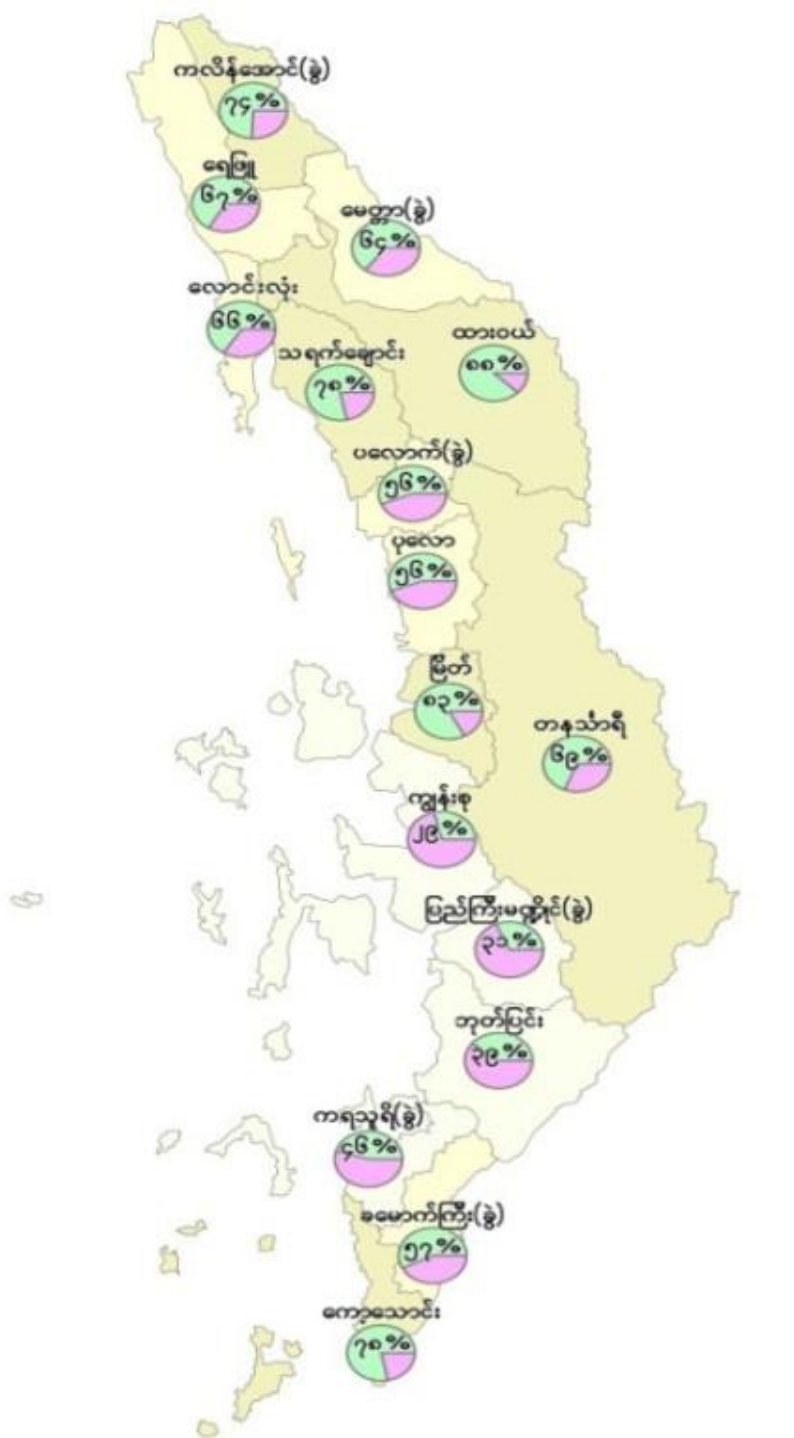 ကလိန်အောင်(ခွဲ)
၇၄%
ရေဖြူ
၆၇%
မေတ္တာ(ခွဲ)
၆၄%
လောင်းလုံး
၆၆%
ထားဝယ်
၈၈%
သရက်ချောင်း
၇၈%
ပလောက်(ခွဲ)
၅၆%
ပုလော
၅၆%
မြိတ်
၈၃%
တနင်္သာရီ
၆၉%
ကျွန်းစု
၂၉%
ပြည်ကြီးမဏ္ဍိုင်(ခွဲ)
၃၁%
ဘုတ်ပြင်း
၃၉%
ကရသူရိ(ခွဲ)
၄၆%
ခမောက်ကြီး(ခွဲ)
၅၇%
ကော့သောင်း
၇၈%